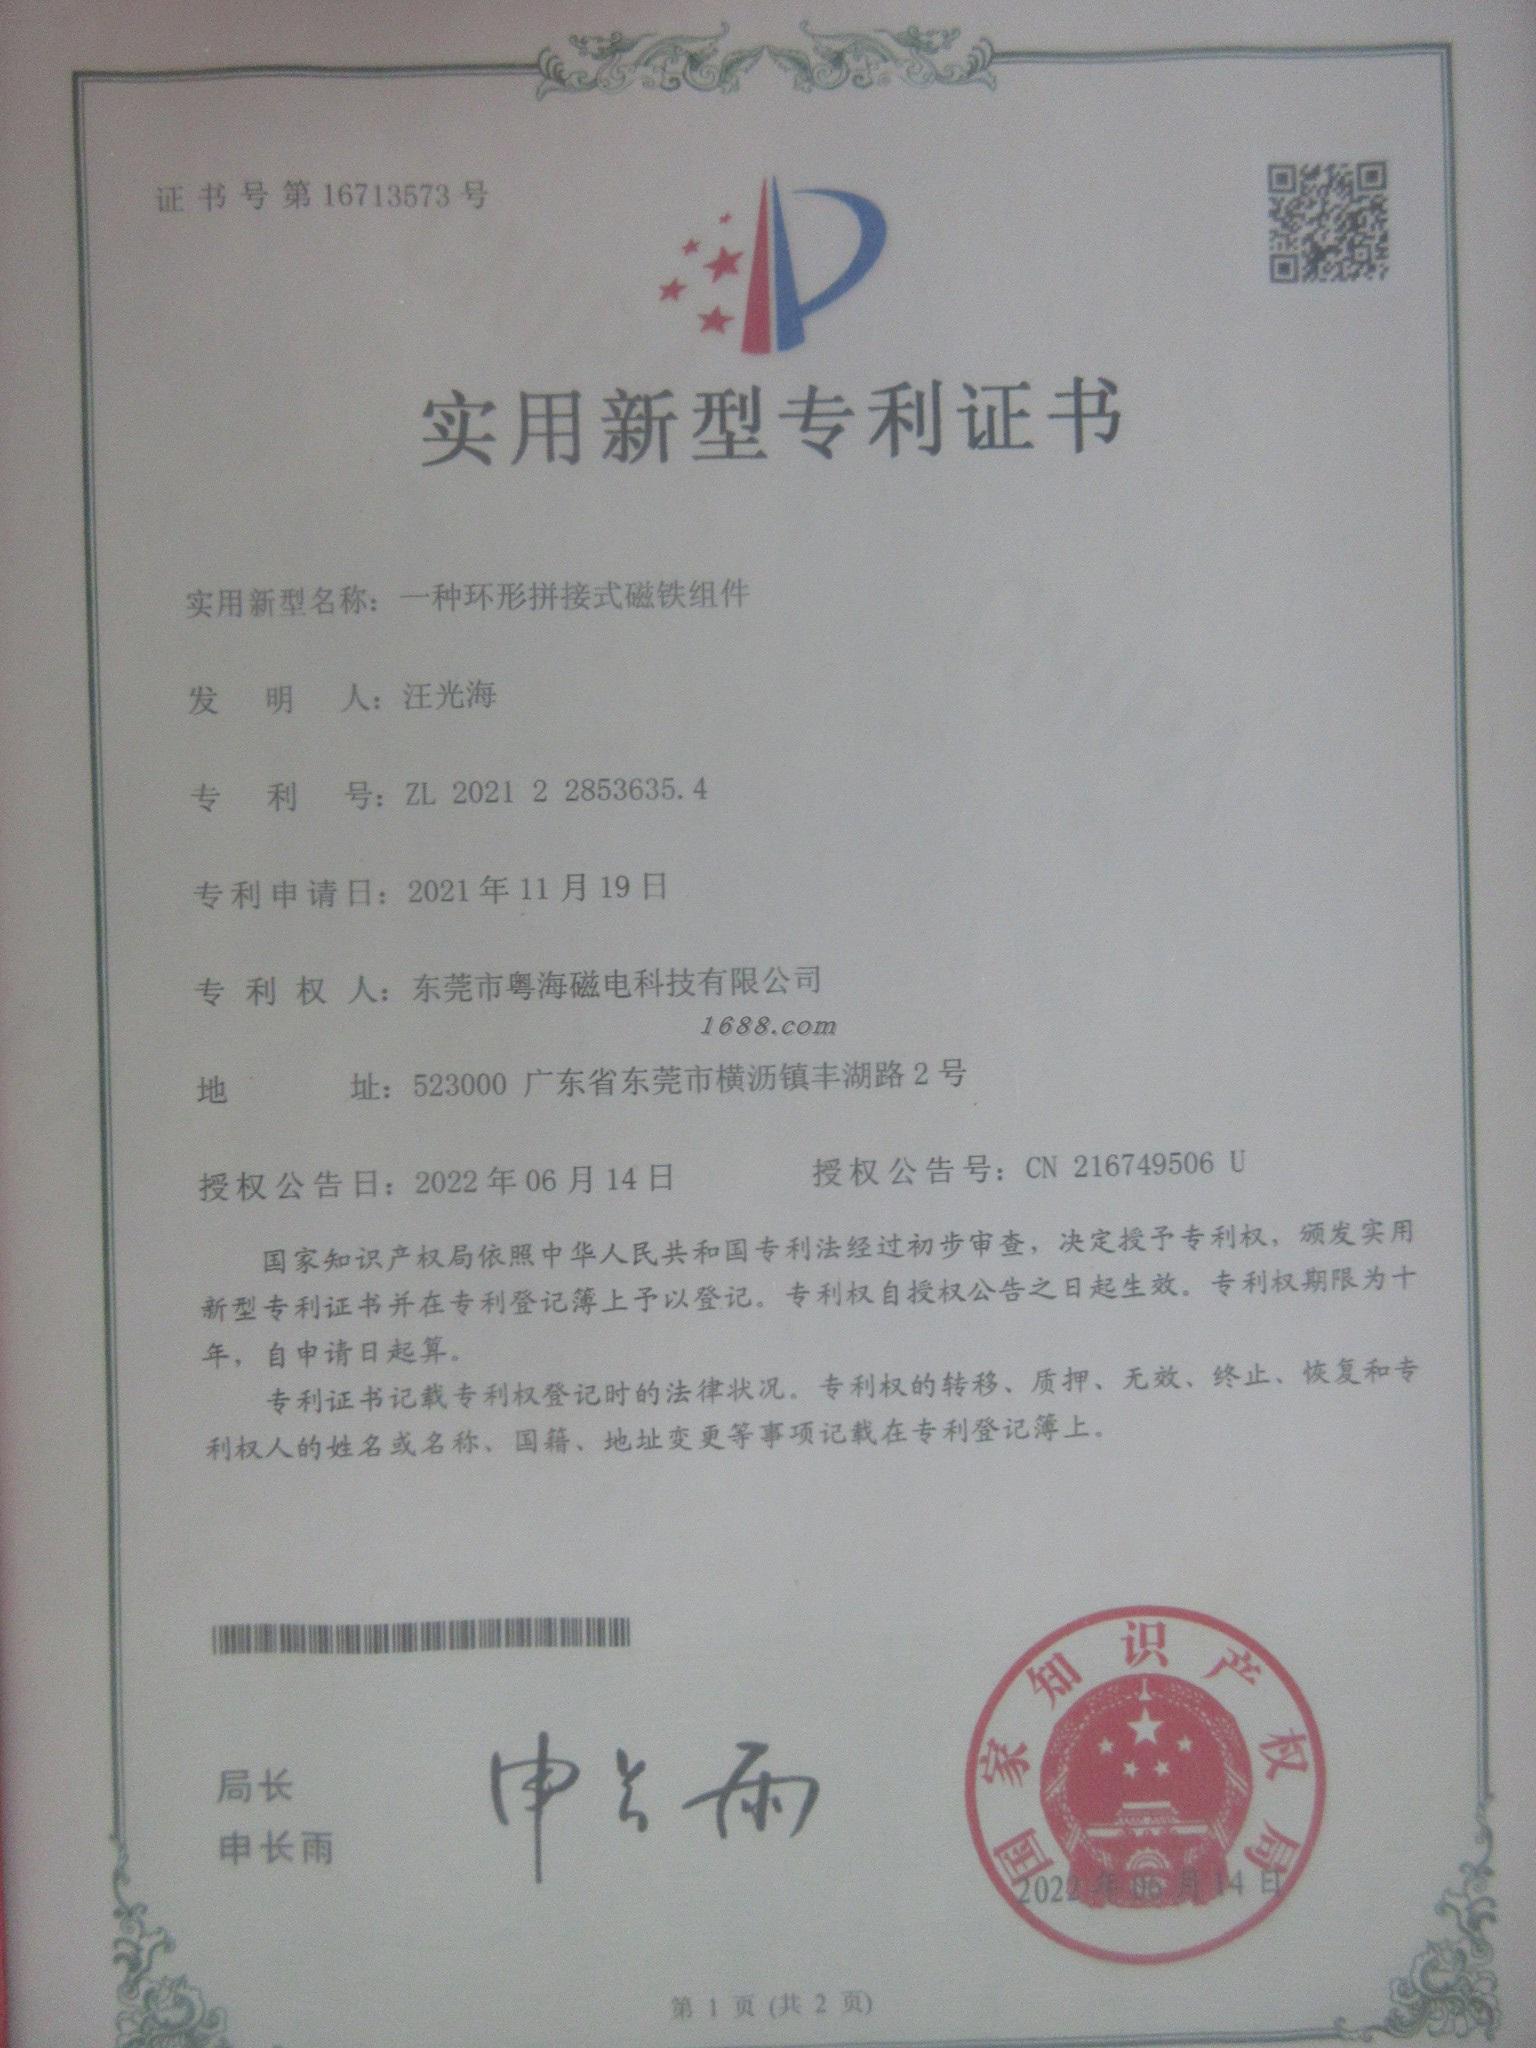 证书号第16713573号
实用新型专利证书
实用新型名称：一种环形拼接式磁铁组件
发明人：汪光海
专利号：ZL 2021 2 2853635.4
专利申请日：2021年11月19日
专利权人：东莞市粤海磁电科技有限公司
1688.com
地址：523000 广东省东莞市横沥镇丰湖路2号
授权公告日：2022年06月14日 授权公告号：CN 216749506 U
国家知识产权局依照中华人民共和国专利法经过初步审查，决定授予专利权，颁发实用
新型专利证书并在专利登记簿上予以登记。专利权自授权公告之日起生效。专利权期限为十
年，自申请日起算。
专利证书记载专利权登记时的法律状况。专利权的转移、质押、无效、终止、恢复和专
利权人的姓名或名称、国籍、地址变更等事项记载在专利登记簿上。
局长
申长雨
申长雨
国家知识产权局
2022年06月14日
第 1 页 (共 2 页)